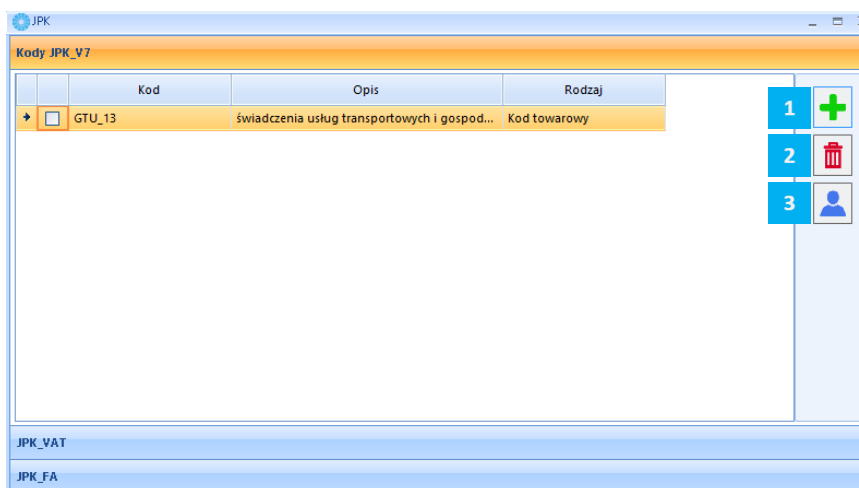 JPK
Kody JPK_V7
Kod Opis Rodzaj
GTU_13 świadczenia usług transportowych i gospod... Kod towarowy
1
2
3
JPK_VAT
JPK_FA